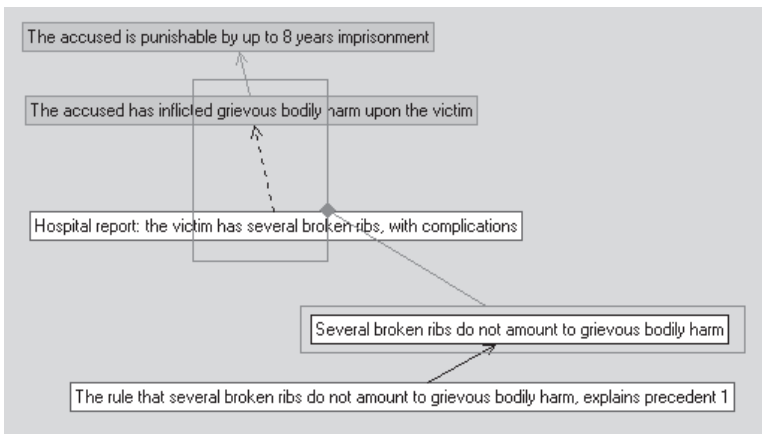 The accused is punishable by up to 8 years imprisonment
The accused has inflicted grievous bodily harm upon the victim
Hospital report: the victim has several broken ribs, with complications
Several broken ribs do not amount to grievous bodily harm
The rule that several broken ribs do not amount to grievous bodily harm, explains precedent 1